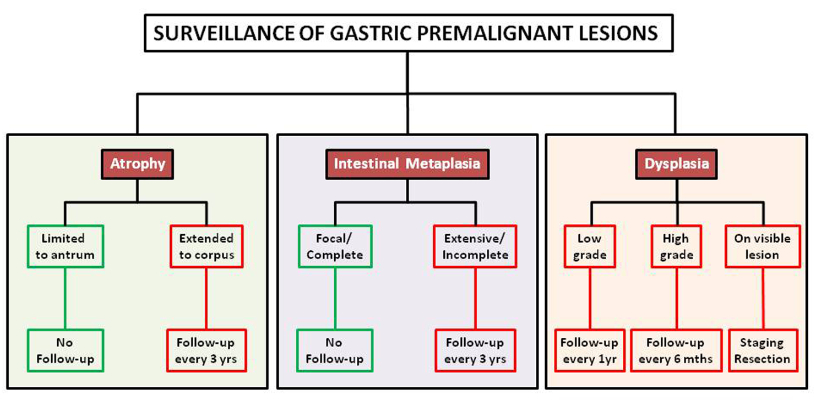 SURVEILLANCE OF GASTRIC PREMALIGNANT LESIONS
Atrophy
Limited
to antrum
Extended
to corpus
No
Follow-up
Follow-up
every 3 yrs
Intestinal Metaplasia
Focal/
Complete
Extensive/
Incomplete
No
Follow-up
Follow-up
every 3 yrs
Dysplasia
Low
grade
High
grade
On visible
lesion
Follow-up
every 1yr
Follow-up
every 6 mths
Staging
Resection